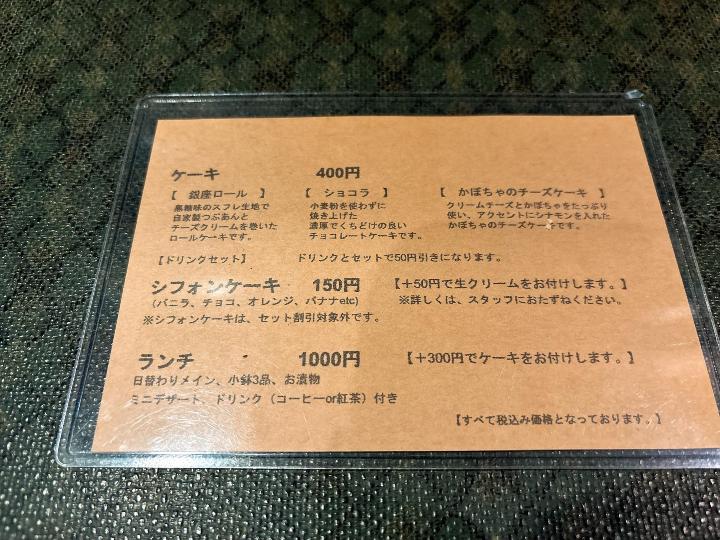 ケーキ 400円
【 銀座ロール 】 【 ショコラ 】 【 かぼちゃのチーズケーキ 】
黒糖味のスフレ生地で 小麦粉を使わずに クリームチーズとかぼちゃをたっぷり
自家製つぶあんと 焼き上げた 使い、アクセントにシナモンを入れた
チーズクリームを巻いた 濃厚でくちどけの良い かぼちゃのチーズケーキです。
ロールケーキです。 チョコレートケーキです。
【ドリンクセット】 ドリンクとセットで50円引きになります。
シフォンケーキ 150円 【＋50円で生クリームをお付けします。】
（バニラ、チョコ、オレンジ、バナナetc) ※詳しくは、スタッフにおたずねください。
※シフォンケーキは、セット割引対象外です。
ランチ 1000円 【＋300円でケーキをお付けします。】
日替わりメイン、小鉢3品、お漬物
ミニデザート、ドリンク（コーヒーor紅茶）付き
【すべて税込み価格となっております。】